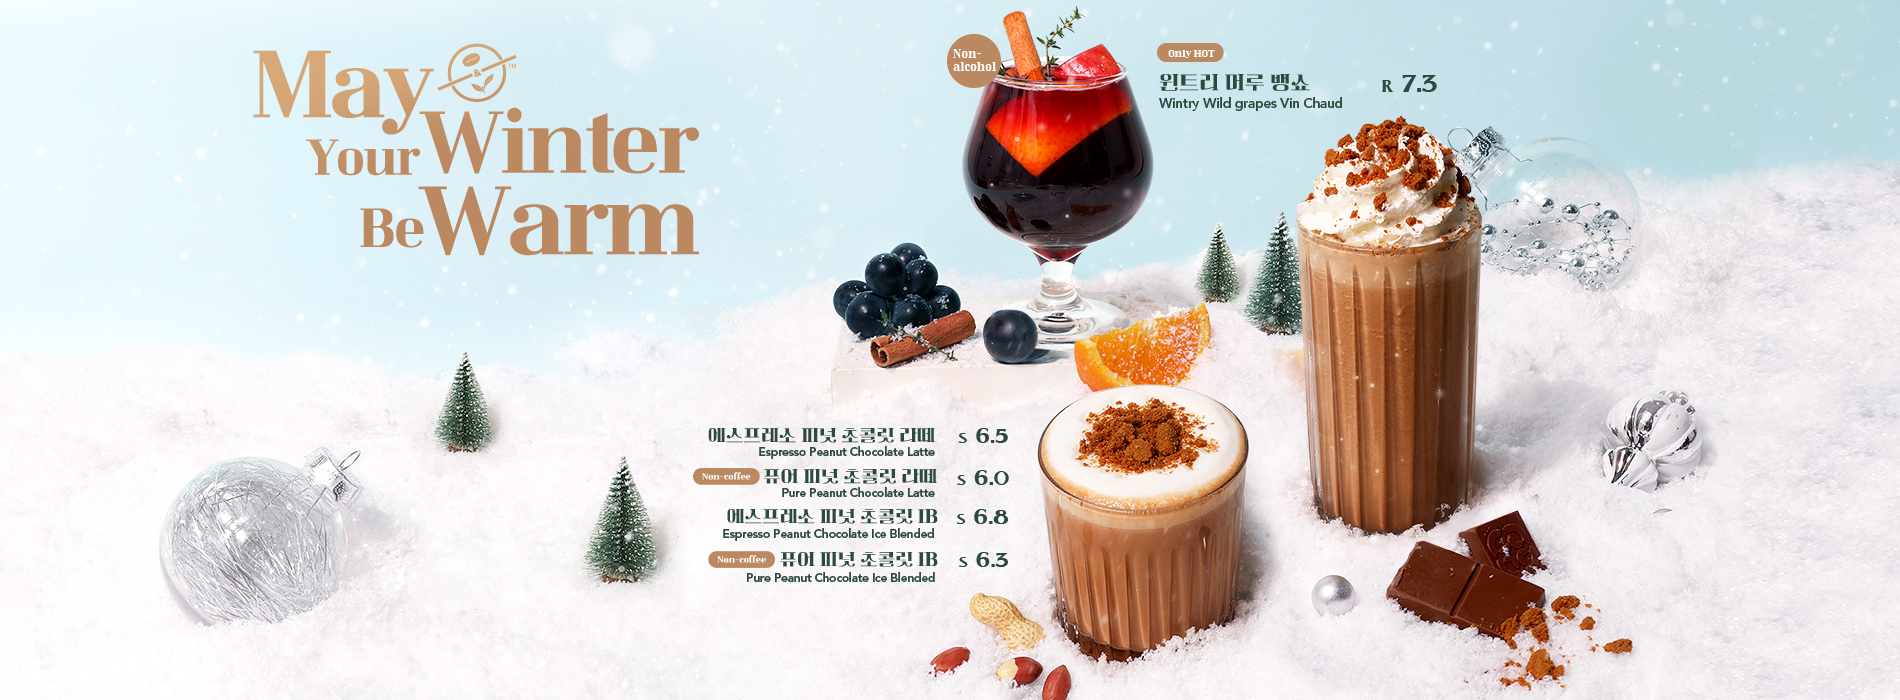 May
Your Winter
Be Warm
&
TM
Non-
alcohol
Only HOT
윈트리 머루 뱅쇼 R 7.3
Wintry Wild grapes Vin Chaud
에스프레소 피넛 초콜릿 라떼 S 6.5
Espresso Peanut Chocolate Latte
Non-coffee 퓨어 피넛 초콜릿 라떼 S 6.0
Pure Peanut Chocolate Latte
에스프레소 피넛 초콜릿 IB S 6.8
Espresso Peanut Chocolate Ice Blended
Non-coffee 퓨어 피넛 초콜릿 IB S 6.3
Pure Peanut Chocolate Ice Blended